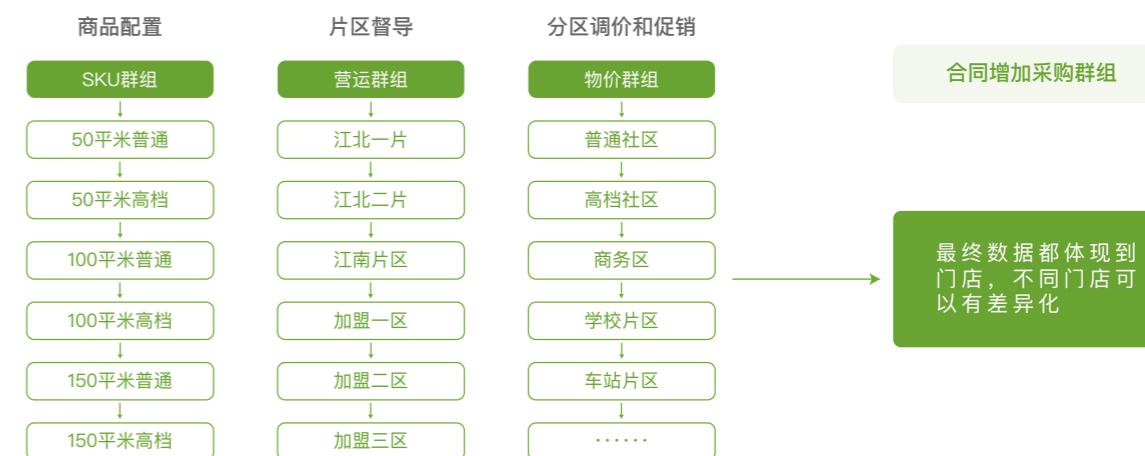 商品配置
SKU群组
50平米普通
50平米高档
100平米普通
100平米高档
150平米普通
150平米高档
片区督导
营运群组
江北一片
江北二片
江南片区
加盟一区
加盟二区
加盟三区
分区调价和促销
物价群组
普通社区
高档社区
商务区
学校片区
车站片区
······
合同增加采购群组
最终数据都体现到
门店，不同门店可
以有差异化